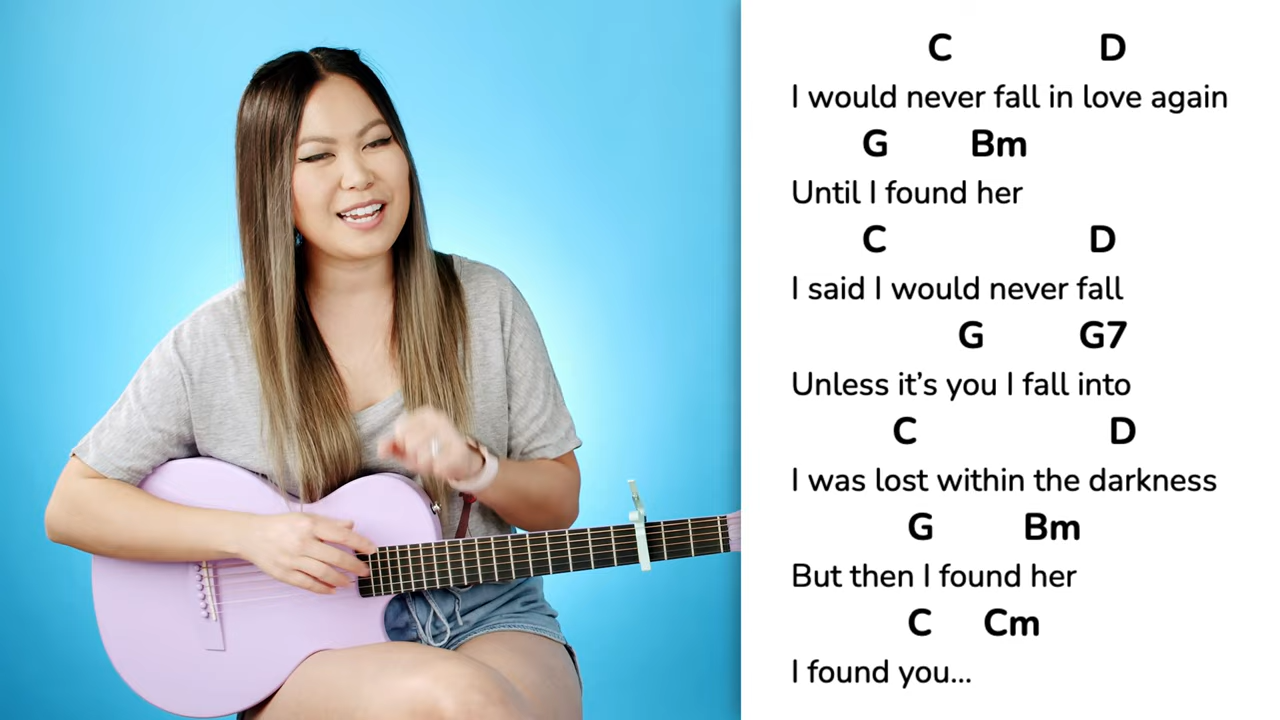 C D
I would never fall in love again
G Bm
Until I found her
C D
I said I would never fall
G G7
Unless it’s you I fall into
C D
I was lost within the darkness
G Bm
But then I found her
C Cm
I found you...